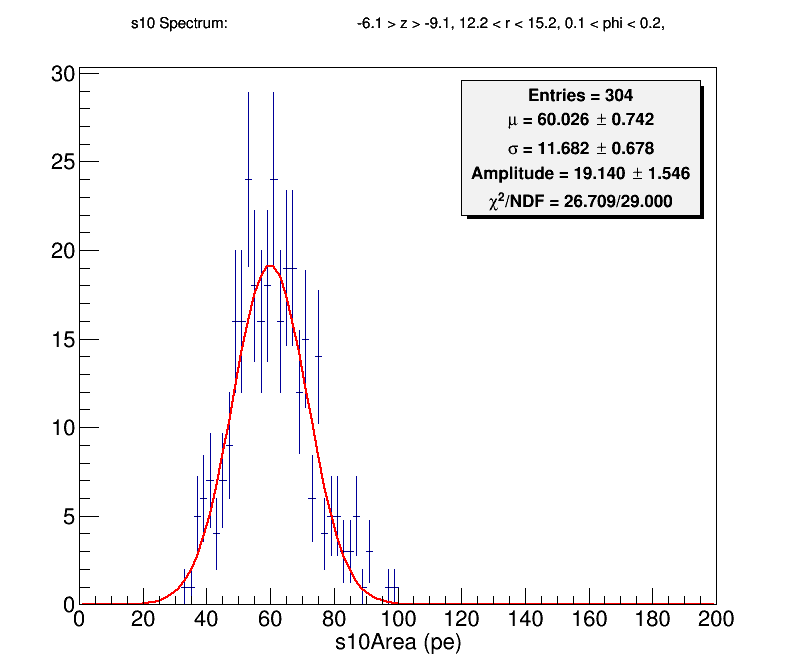 s10 Spectrum: -6.1 > z > -9.1, 12.2 < r < 15.2, 0.1 < phi < 0.2,
Entries = 304
μ = 60.026 ± 0.742
σ = 11.682 ± 0.678
Amplitude = 19.140 ± 1.546
χ²/NDF = 26.709/29.000
30
25
20
15
10
5
0
0 20 40 60 80 100 120 140 160 180 200
s10Area (pe)